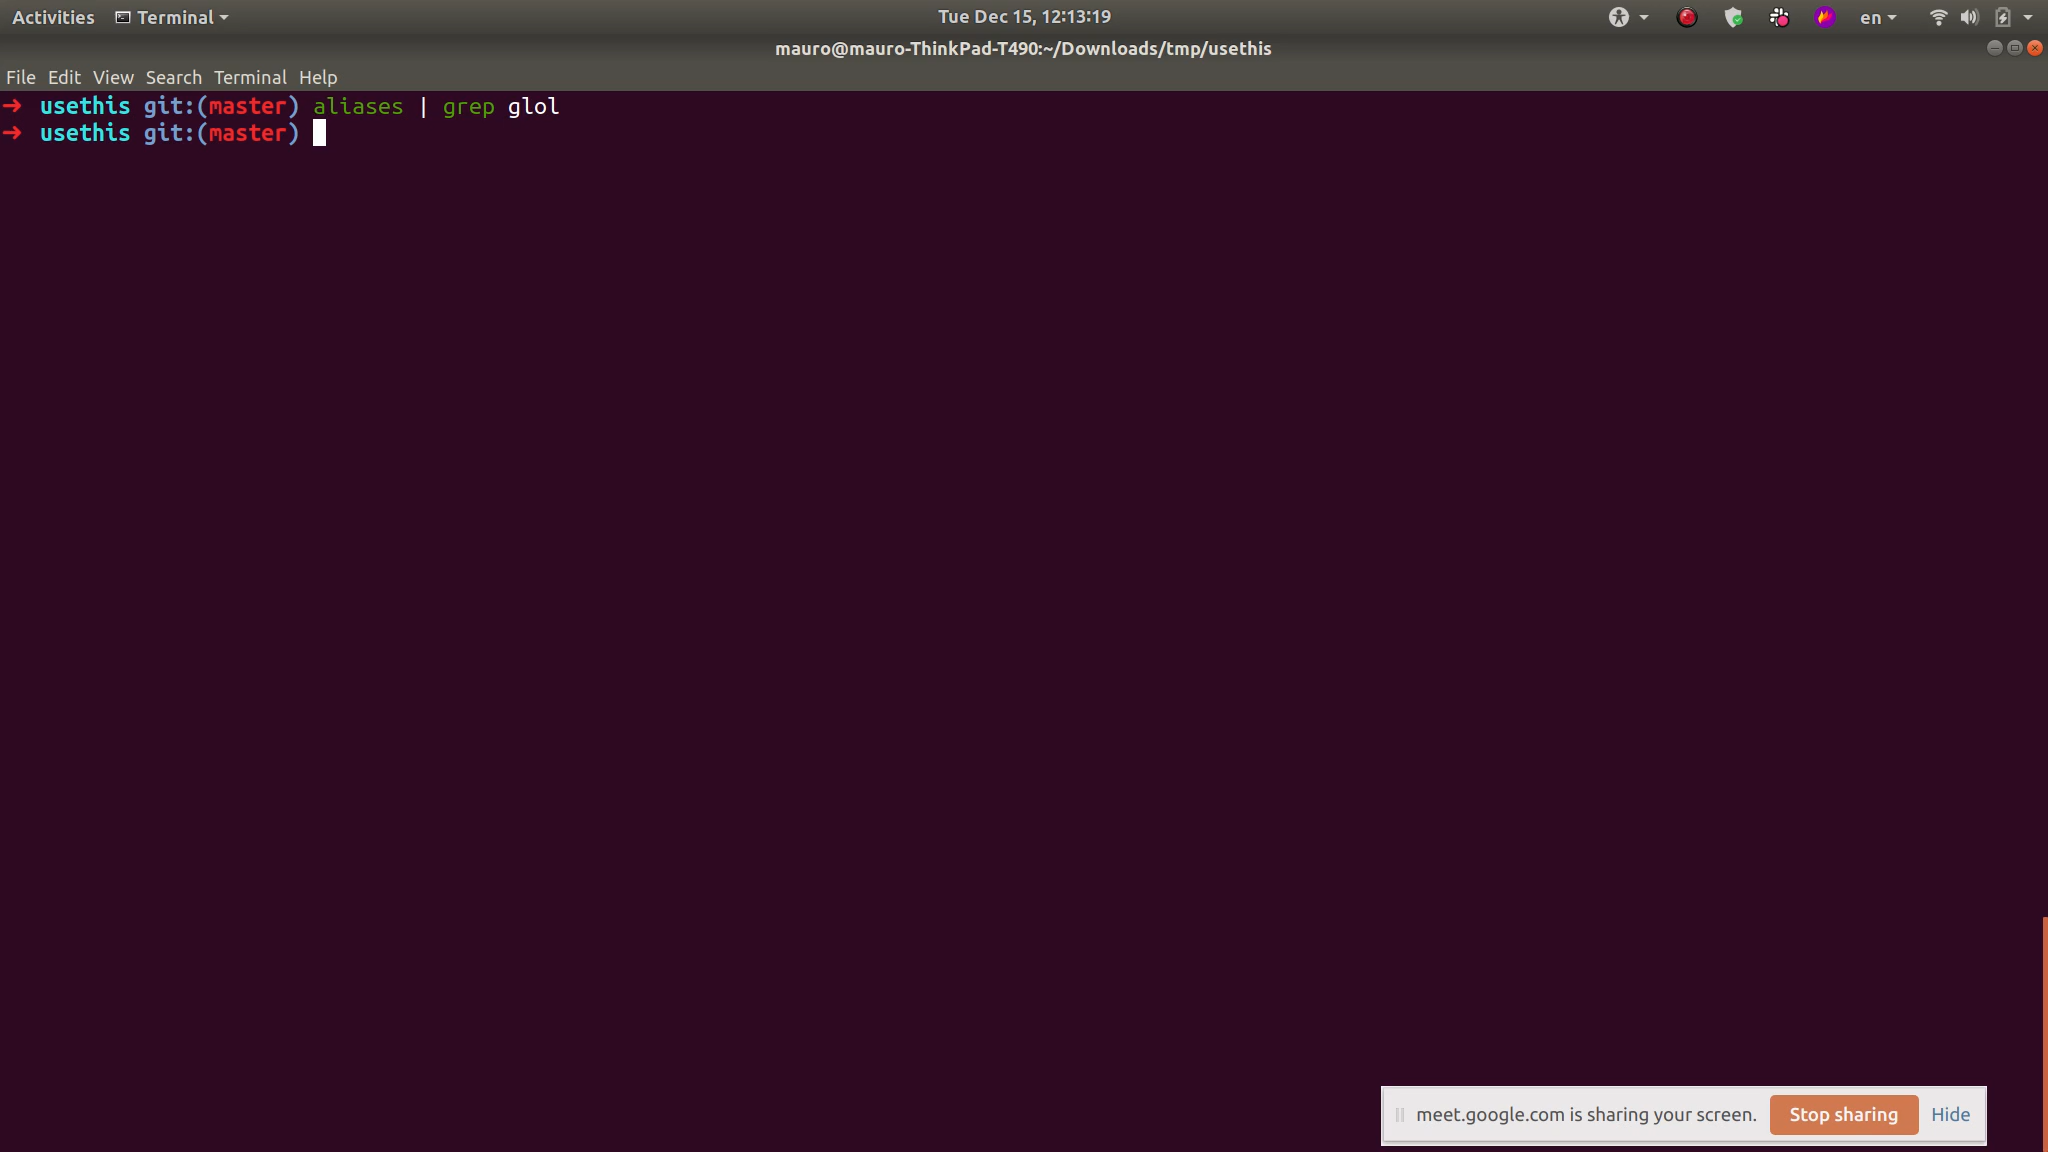 Activities Terminal Tue Dec 15, 12:13:19 en
mauro@mauro-ThinkPad-T490:~/Downloads/tmp/usethis
File Edit View Search Terminal Help
➜ usethis git:(master) aliases | grep glol
➜ usethis git:(master)
meet.google.com is sharing your screen. Stop sharing Hide